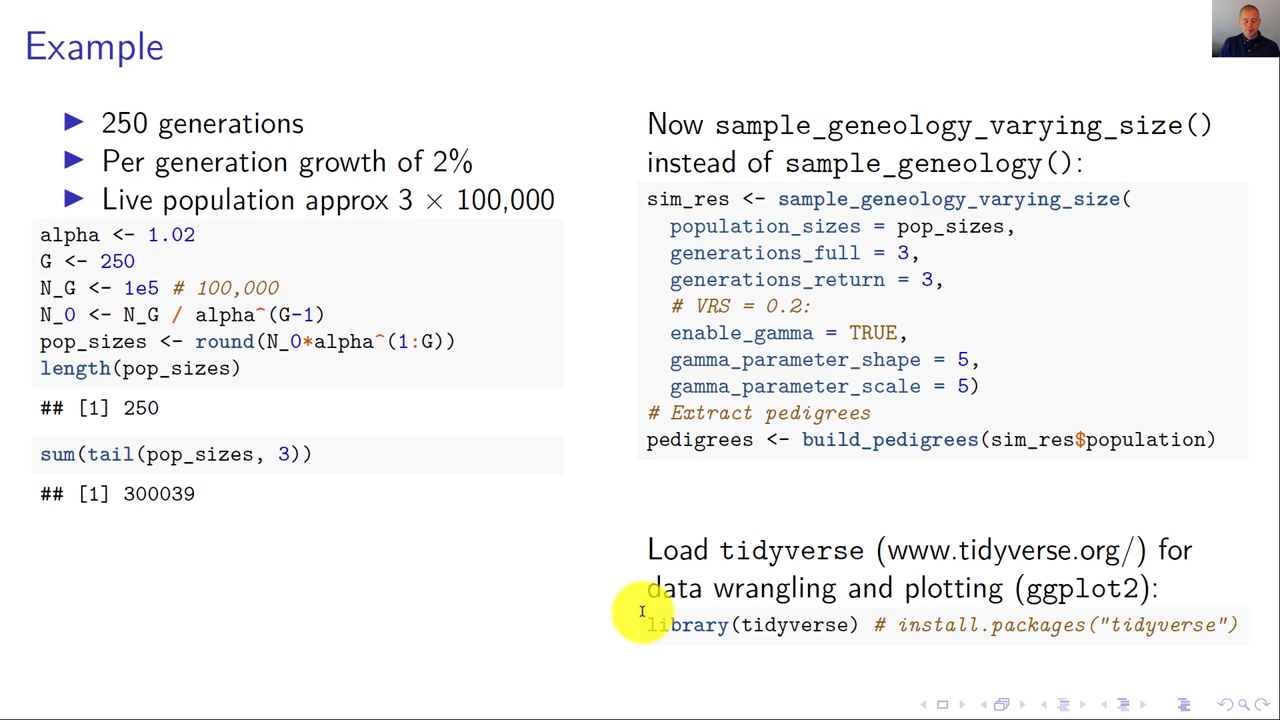 Example
▶ 250 generations
▶ Per generation growth of 2%
▶ Live population approx 3 × 100,000
alpha <- 1.02
G <- 250
N_G <- 1e5 # 100,000
N_0 <- N_G / alpha^(G-1)
pop_sizes <- round(N_0*alpha^(1:G))
length(pop_sizes)
## [1] 250
sum(tail(pop_sizes, 3))
## [1] 300039
Now sample_geneology_varying_size()
instead of sample_geneology():
sim_res <- sample_geneology_varying_size(
  population_sizes = pop_sizes,
  generations_full = 3,
  generations_return = 3,
  # VRS = 0.2:
  enable_gamma = TRUE,
  gamma_parameter_shape = 5,
  gamma_parameter_scale = 5)
# Extract pedigrees
pedigrees <- build_pedigrees(sim_res$population)
Load tidyverse (www.tidyverse.org/) for
data wrangling and plotting (ggplot2):
library(tidyverse) # install.packages("tidyverse")